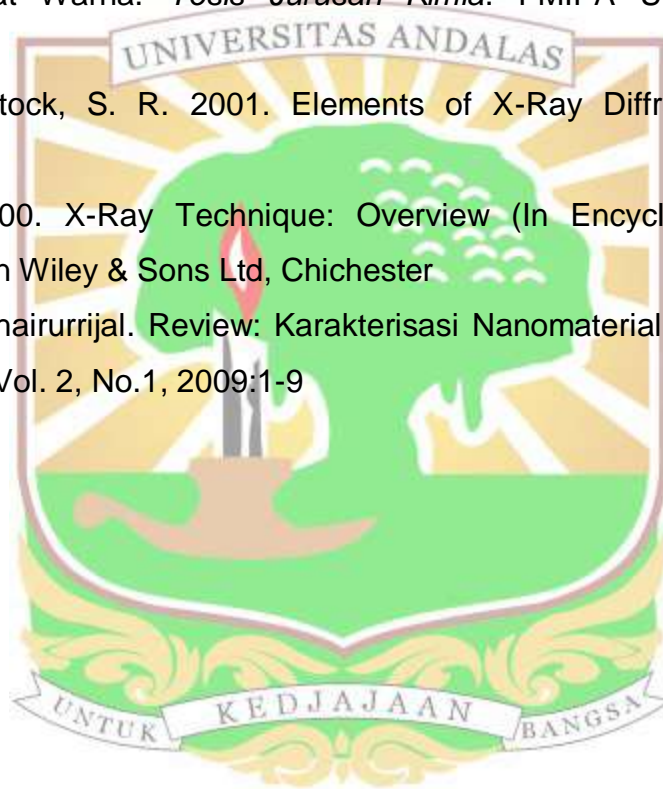 at Warna. Tesis Jurusan Kimia. FMIPA
UNIVERSITAS ANDALAS
tock, S. R. 2001. Elements of X-Ray Diffr
00. X-Ray Technique: Overview (In Encycl
n Wiley & Sons Ltd, Chichester
hairurrijal. Review: Karakterisasi Nanomaterial
Vol. 2, No.1, 2009:1-9
UNTUK KEDJAJAAN BANGSA